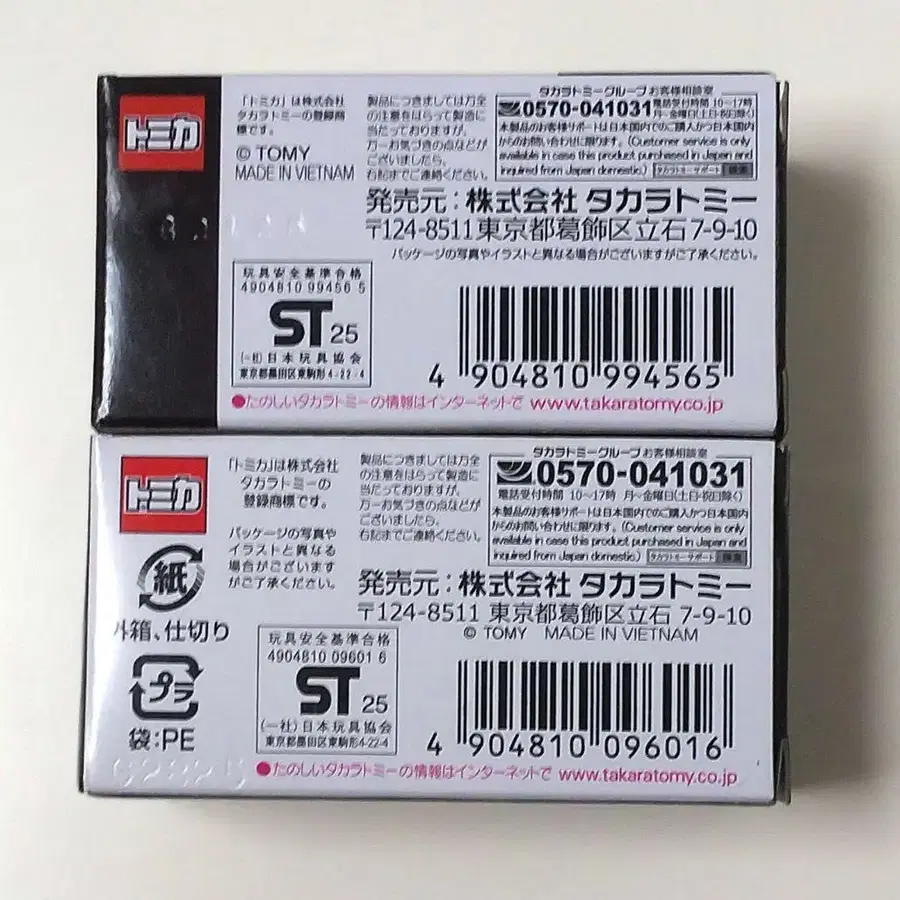 トミカ
「トミカ」は株式会社
タカラトミーの登録商
標です。
© TOMY
MADE IN VIETNAM
製品につきましては万全
の注意をはらって製造に
当たっておりますが、
万一お気づきの点などが
ございましたら、
右記までご連絡ください。
タカラトミーグループお客様相談室
0570-041031 電話受付時間 10〜17時
月〜金曜日(土・日・祝日除く)
本製品のお客様サポートは日本国内でのご購入かつ日本国内
からのお問い合わせに限ります。(Customer service is only
available in case this product purchased in Japan and
inquired from Japan domestic.) タカラトミーサポート 検索
発売元:株式会社 タカラトミー
〒124-8511 東京都葛飾区立石 7-9-10
パッケージの写真やイラストと異なる場合がございますがご了承ください。
玩具安全基準合格
4904810 99456 5
ST 25
(一社)日本玩具協会
東京都墨田区東駒形4-22-4
4 904810 994565
●たのしいタカラトミーの情報はインターネットで www.takaratomy.co.jp
トミカ
「トミカ」は株式会社
タカラトミーの
登録商標です。
パッケージの写真や
イラストと異なる
場合がございます
がご了承ください。
製品につきましては万全
の注意をはらって製造に
当たっておりますが、
万一お気づきの点などが
ございましたら、
右記までご連絡ください。
タカラトミーグループお客様相談室
0570-041031
電話受付時間 10〜17時 月〜金曜日(土・日・祝日除く)
本製品のお客様サポートは日本国内でのご購入かつ日本国内
からのお問い合わせに限ります。(Customer service is only
available in case this product purchased in Japan and
inquired from Japan domestic.) タカラトミーサポート 検索
発売元:株式会社 タカラトミー
〒124-8511 東京都葛飾区立石 7-9-10
© TOMY MADE IN VIETNAM
紙
外箱、仕切り
プラ
袋:PE
玩具安全基準合格
4904810 09601 6
ST 25
(一社)日本玩具協会
東京都墨田区東駒形4-22-4
4 904810 096016
●たのしいタカラトミーの情報はインターネットで www.takaratomy.co.jp